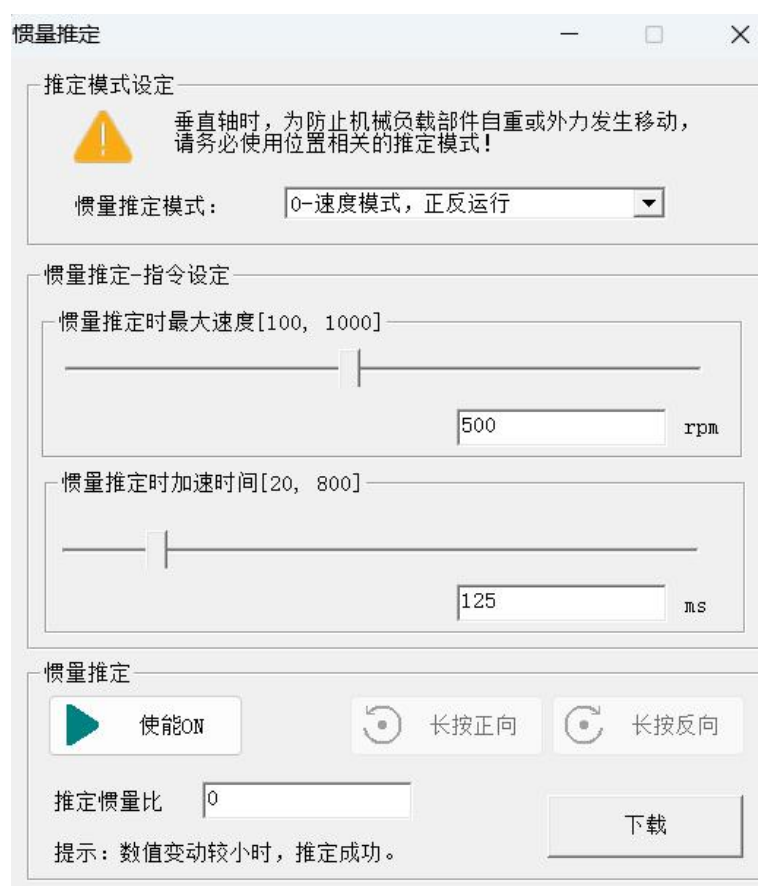 惯量推定
推定模式设定
垂直轴时，为防止机械负载部件自重或外力发生移动，
请务必使用位置相关的推定模式！
惯量推定模式： 0-速度模式，正反运行
惯量推定-指令设定
惯量推定时最大速度[100, 1000]
500 rpm
惯量推定时加速时间[20, 800]
125 ms
惯量推定
使能ON 长按正向 长按反向
推定惯量比 0
下载
提示：数值变动较小时，推定成功。